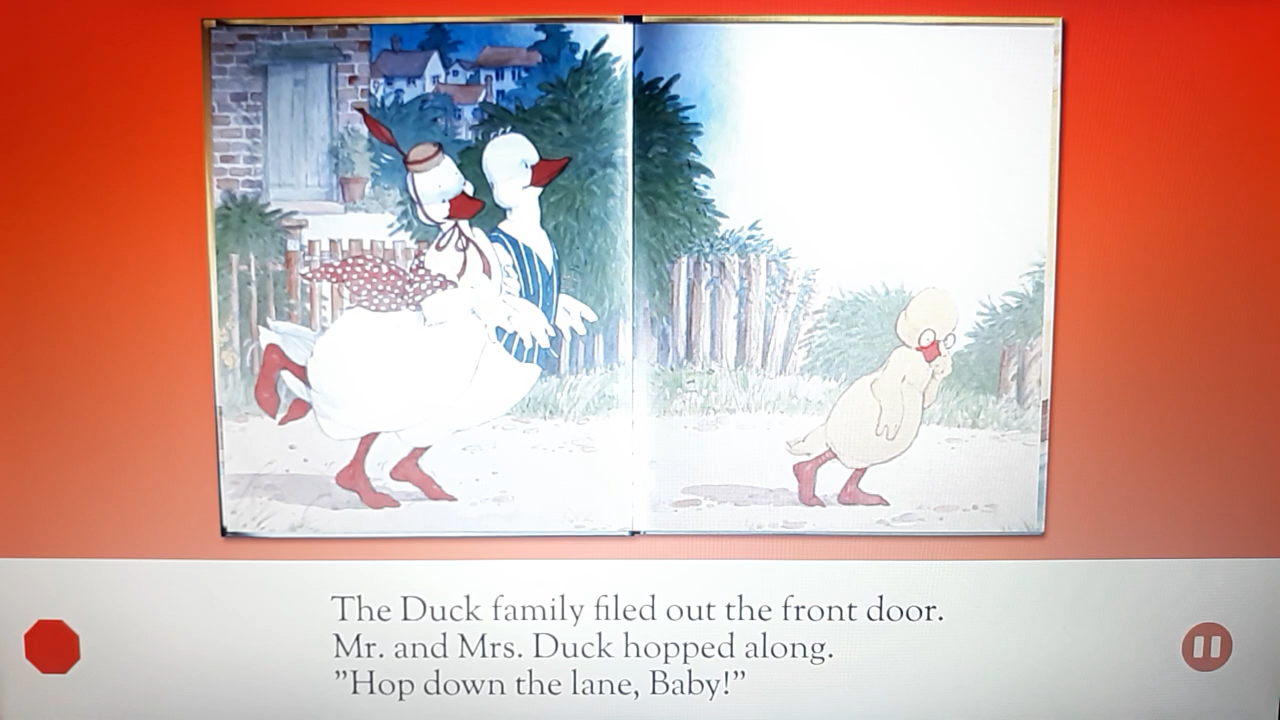 The Duck family filed out the front door.
Mr. and Mrs. Duck hopped along.
”Hop down the lane, Baby!”